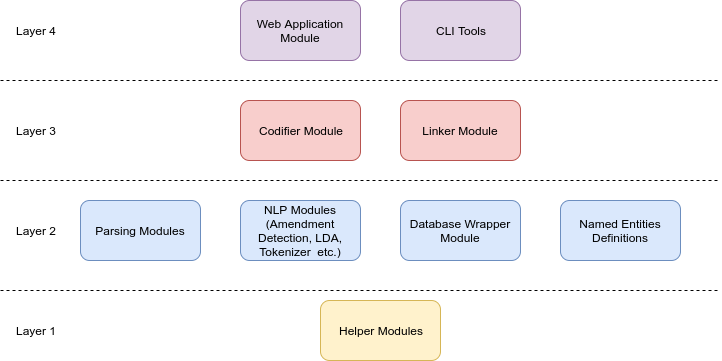 Layer 4
Web Application
Module
CLI Tools
Layer 3
Codifier Module
Linker Module
Layer 2
Parsing Modules
NLP Modules
(Amendment
Detection, LDA,
Tokenizer etc.)
Database Wrapper
Module
Named Entities
Definitions
Layer 1
Helper Modules